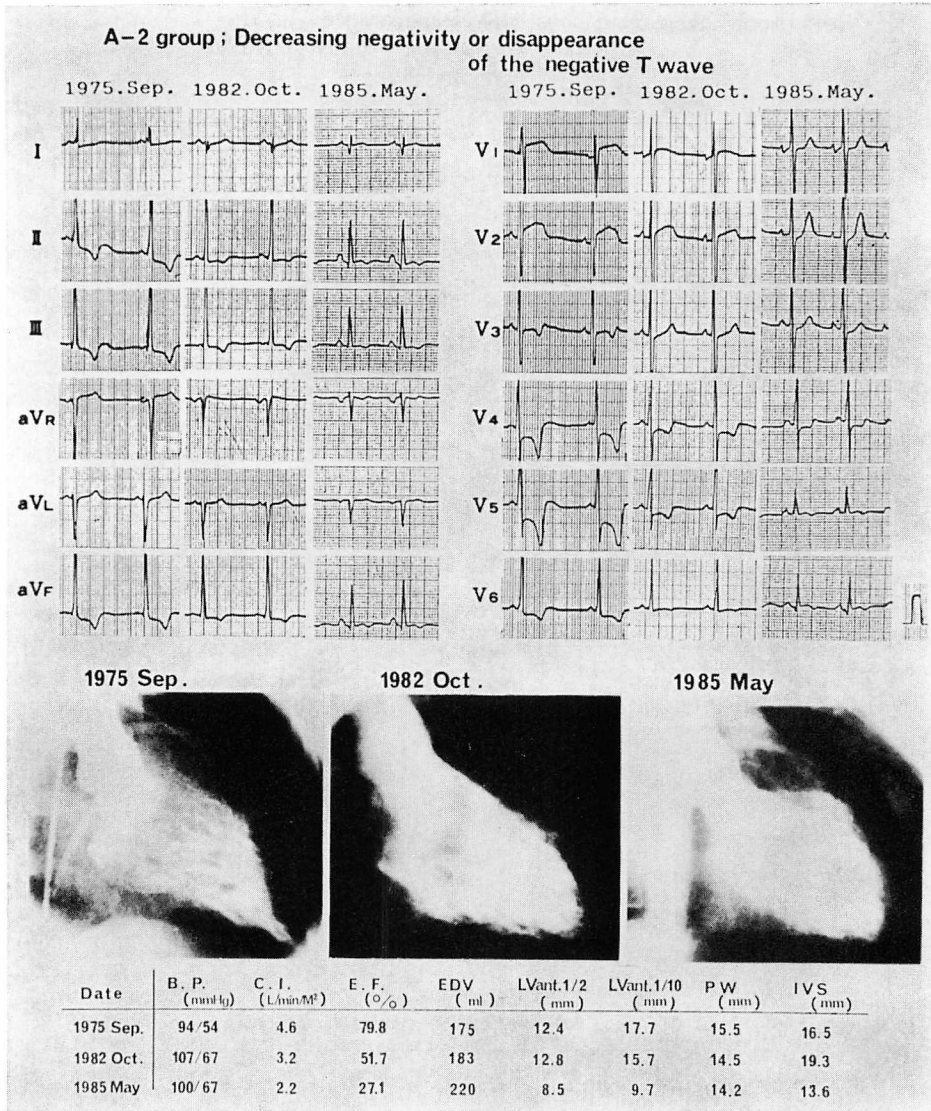 A-2 group ; Decreasing negativity or disappearance
of the negative T wave
1975.Sep. 1982.Oct. 1985.May. 1975.Sep. 1982.Oct. 1985.May.
I V1
II V2
III V3
aVR V4
aVL V5
aVF V6
1975 Sep. 1982 Oct. 1985 May
Date B. P. (mmHg) C. I. (L/min/M²) E. F. (%) EDV (ml) LVant.1/2 (mm) LVant.1/10 (mm) PW (mm) IVS (mm)
1975 Sep. 94/54 4.6 79.8 175 12.4 17.7 15.5 16.5
1982 Oct. 107/67 3.2 51.7 183 12.8 15.7 14.5 19.3
1985 May 100/67 2.2 27.1 220 8.5 9.7 14.2 13.6